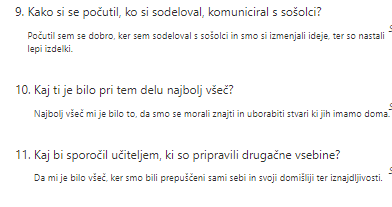 9. Kako si se počutil, ko si sodeloval, komuniciral s sošolci?
Počutil sem se dobro, ker sem sodeloval s sošolci in smo si izmenjali ideje, ter so nastali
lepi izdelki.
10. Kaj ti je bilo pri tem delu najbolj všeč?
Najbolj všeč mi je bilo to, da smo se morali znajti in uborabiti stvari ki jih imamo doma.
11. Kaj bi sporočil učiteljem, ki so pripravili drugačne vsebine?
Da mi je bilo všeč, ker smo bili prepuščeni sami sebi in svoji domišliji ter iznajdljivosti.